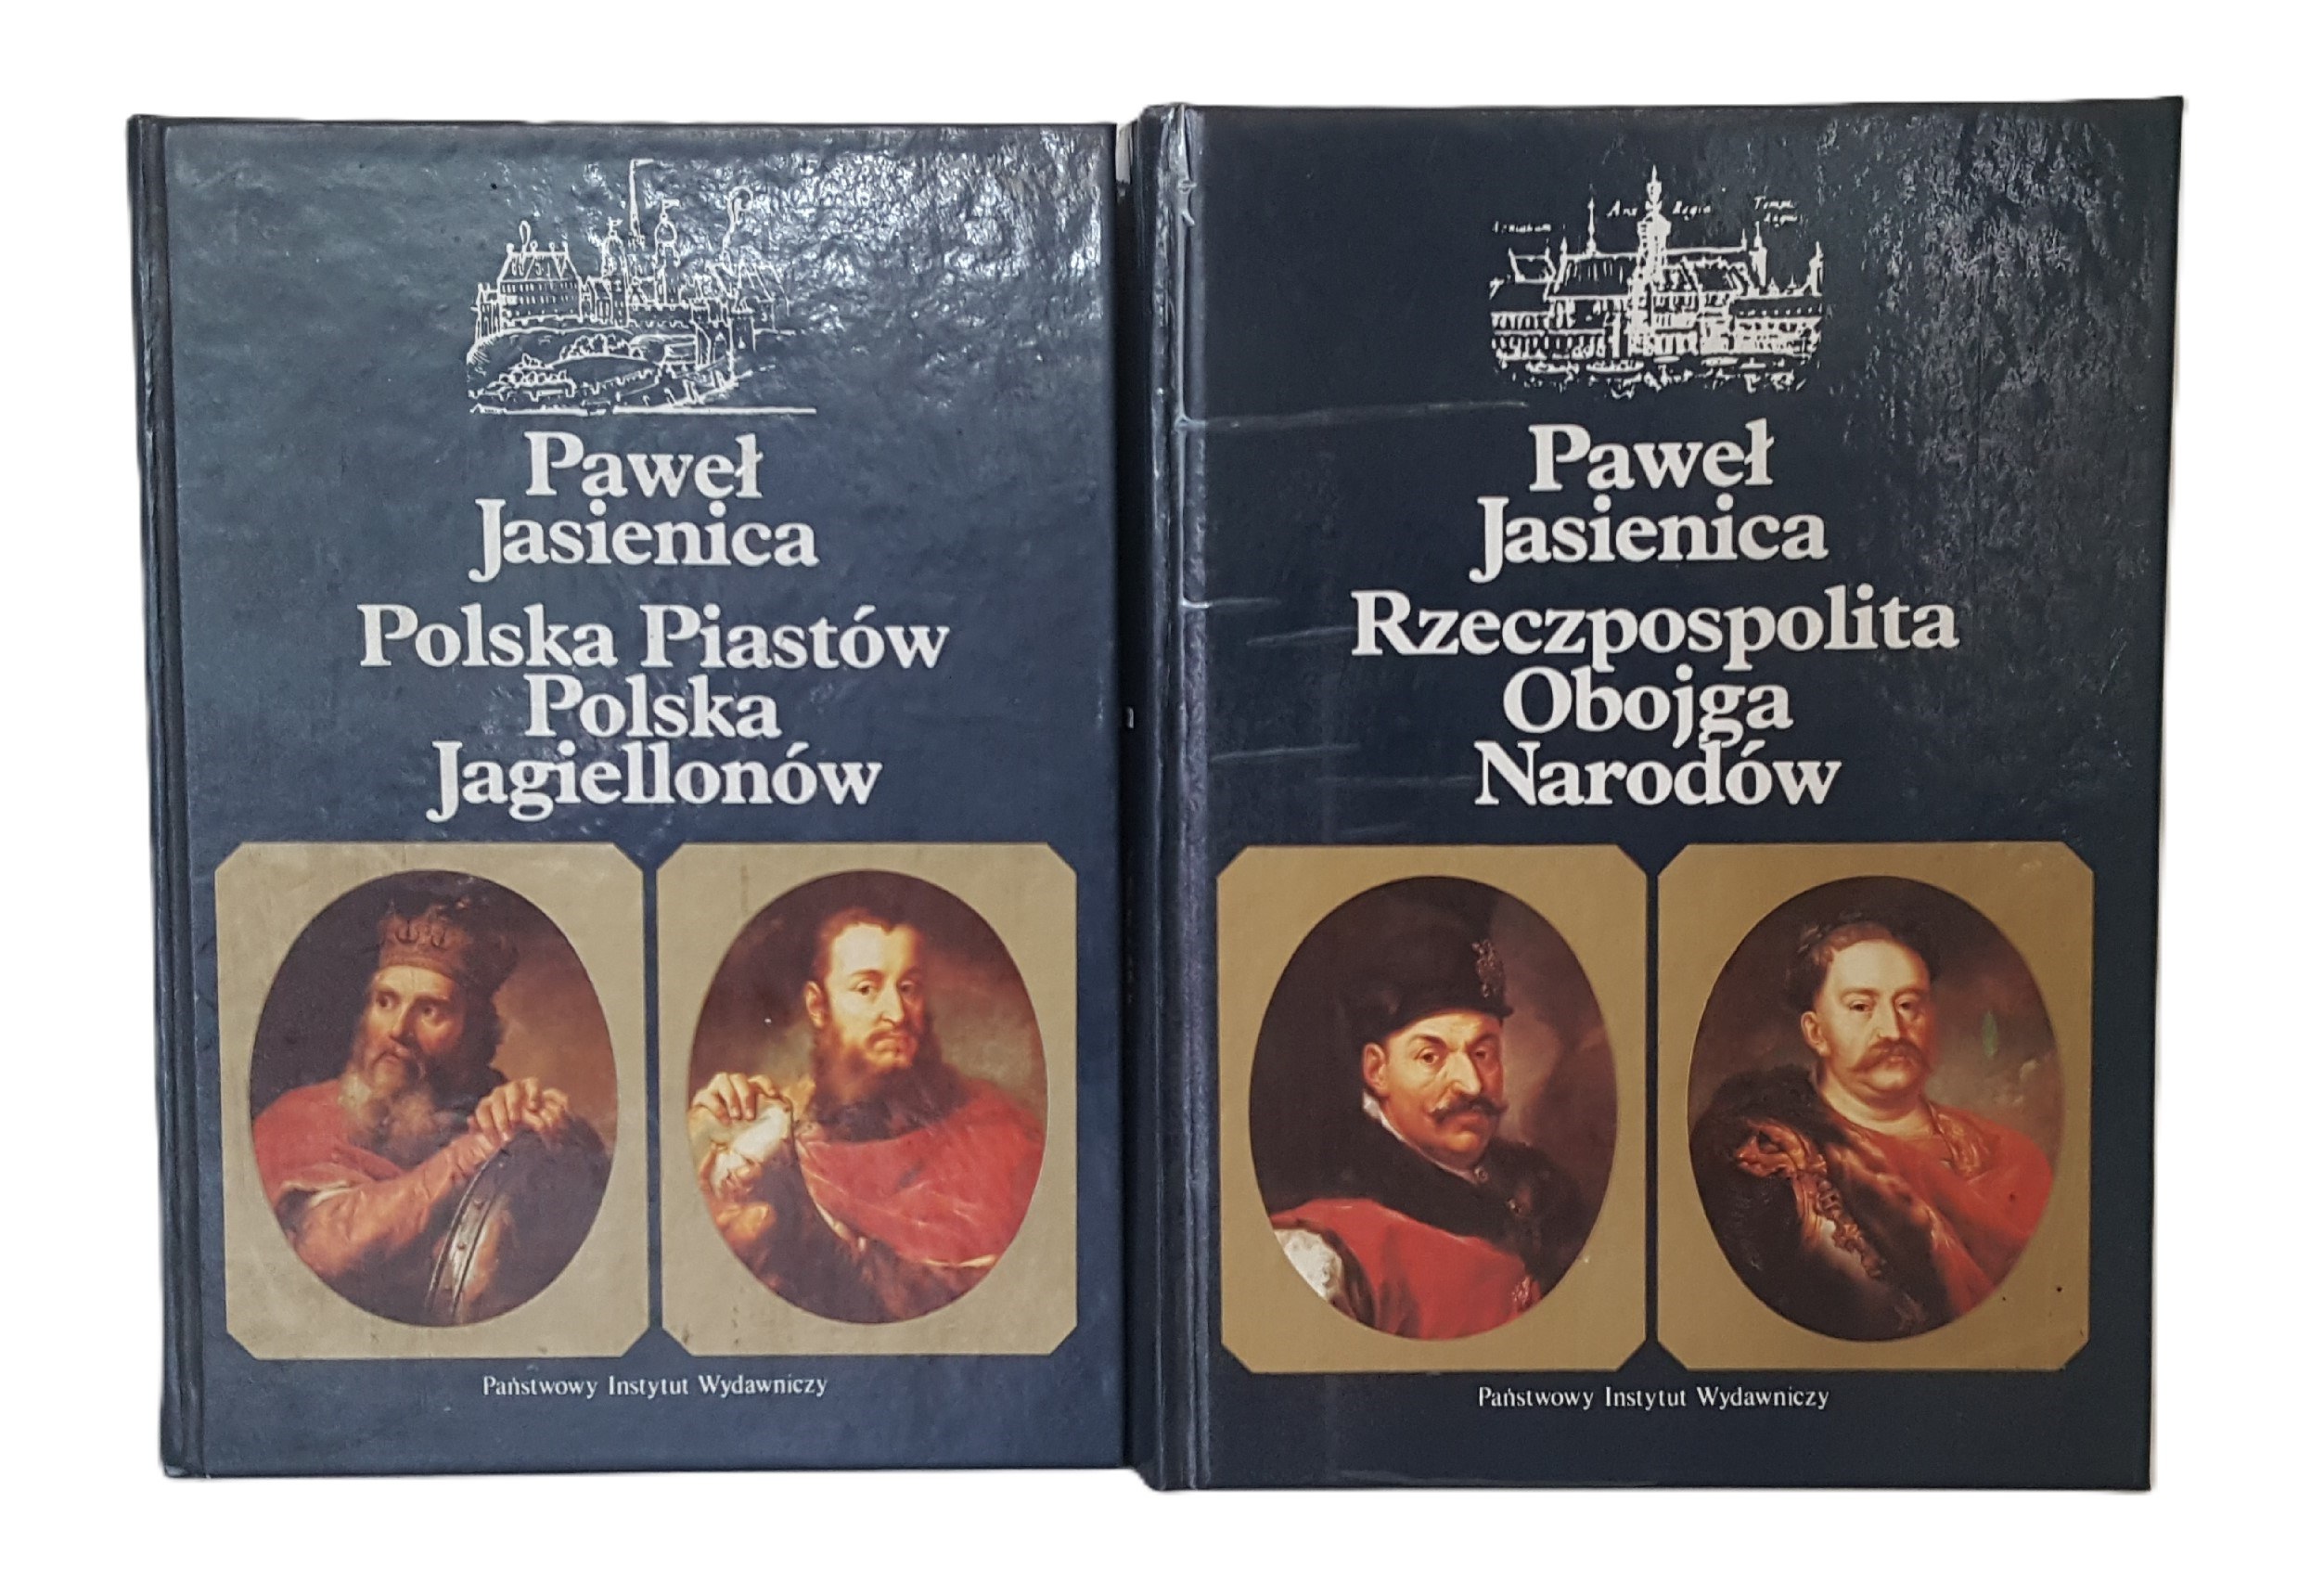 Paweł
Jasienica
Polska Piastów
Polska
Jagiellonów
Państwowy Instytut Wydawniczy
Paweł
Jasienica
Rzeczpospolita
Obojga
Narodów
Państwowy Instytut Wydawniczy